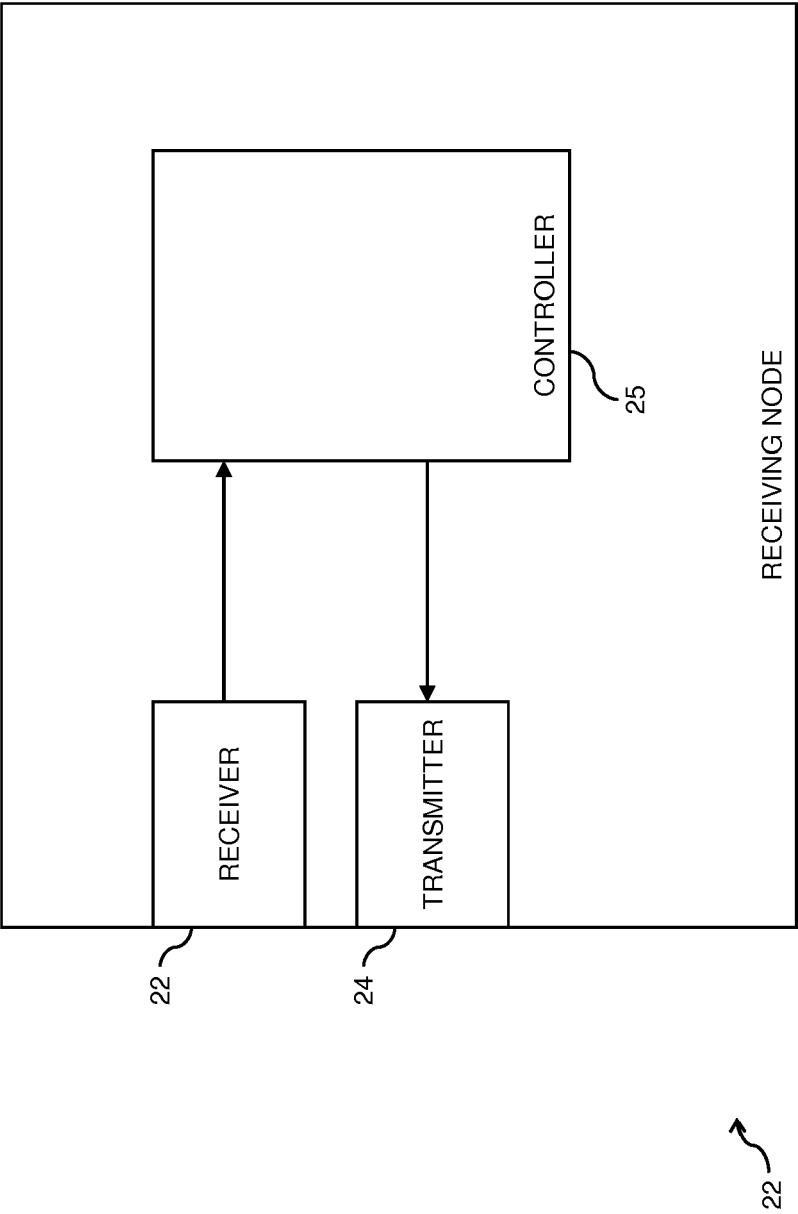 22
RECEIVER
24
TRANSMITTER
CONTROLLER
25
RECEIVING NODE
22